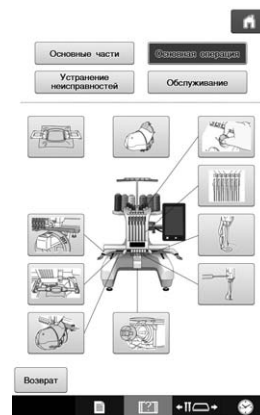 Основные части
Основная операция
Устранение
неисправностей
Обслуживание
Возврат